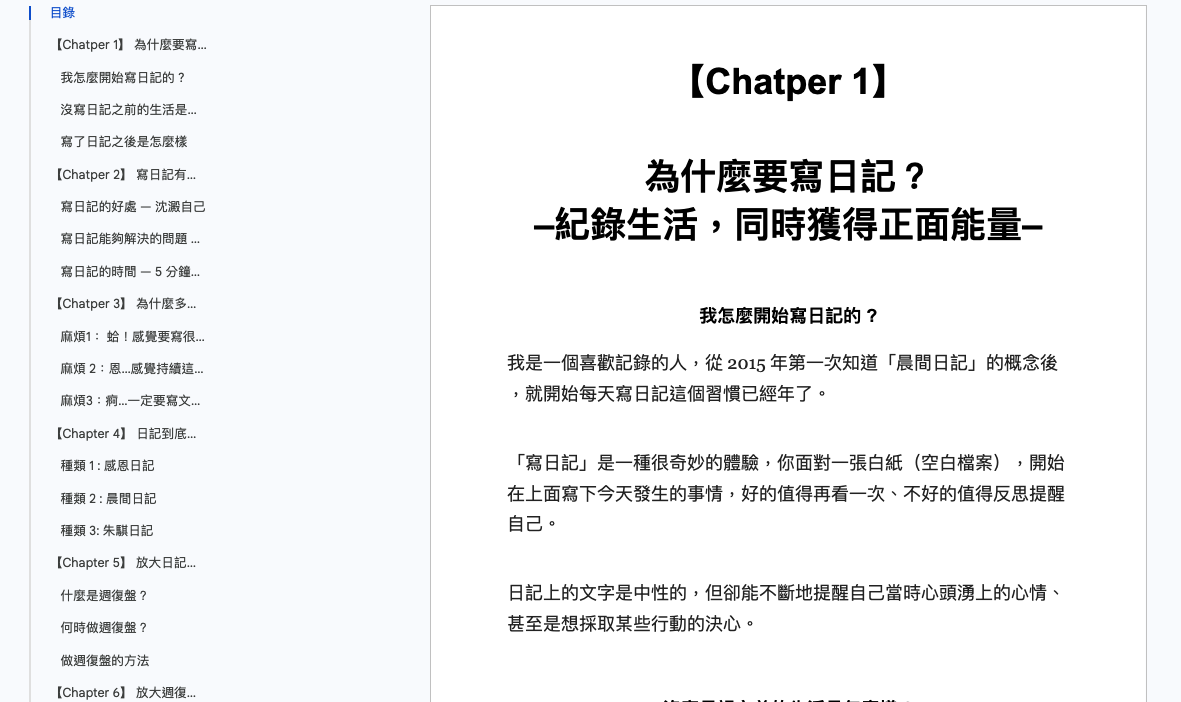 目錄
【Chatper 1】 為什麼要寫...
我怎麼開始寫日記的？
沒寫日記之前的生活是...
寫了日記之後是怎麼樣
【Chatper 2】 寫日記有...
寫日記的好處 — 沈澱自己
寫日記能夠解決的問題 ...
寫日記的時間 — 5 分鐘...
【Chatper 3】 為什麼多...
麻煩1： 蛤！感覺要寫很...
麻煩 2：恩...感覺持續這...
麻煩3：痾...一定要寫文...
【Chapter 4】 日記到底...
種類 1 : 感恩日記
種類 2 : 晨間日記
種類 3: 朱騏日記
【Chapter 5】 放大日記...
什麼是週復盤？
何時做週復盤？
做週復盤的方法
【Chapter 6】 放大週復...
【Chatper 1】
為什麼要寫日記？
–紀錄生活，同時獲得正面能量–
我怎麼開始寫日記的？
我是一個喜歡記錄的人，從 2015 年第一次知道「晨間日記」的概念後
，就開始每天寫日記這個習慣已經年了。
「寫日記」是一種很奇妙的體驗，你面對一張白紙（空白檔案），開始
在上面寫下今天發生的事情，好的值得再看一次、不好的值得反思提醒
自己。
日記上的文字是中性的，但卻能不斷地提醒自己當時心頭湧上的心情、
甚至是想採取某些行動的決心。